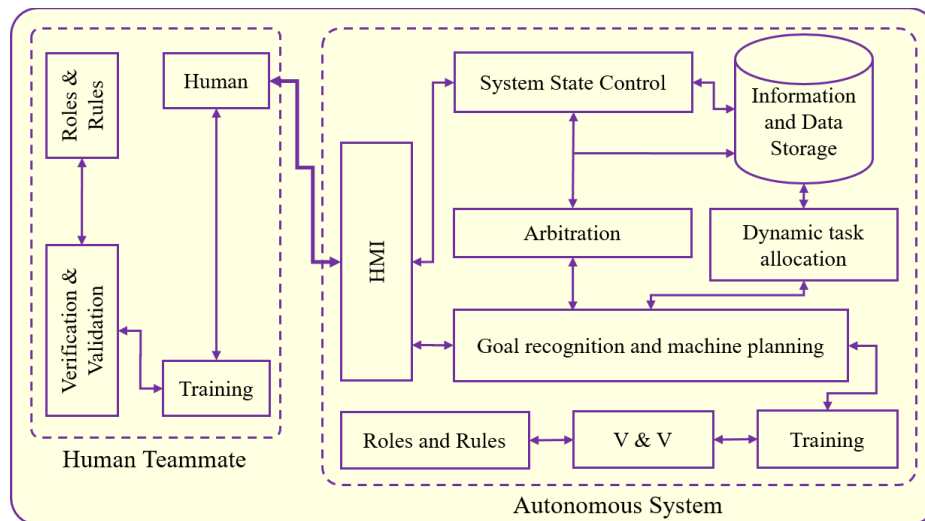 Roles &
Rules
Human
Verification &
Validation
Training
Human Teammate
HMI
System State Control
Information
and Data
Storage
Arbitration
Dynamic task
allocation
Goal recognition and machine planning
Roles and Rules
V & V
Training
Autonomous System